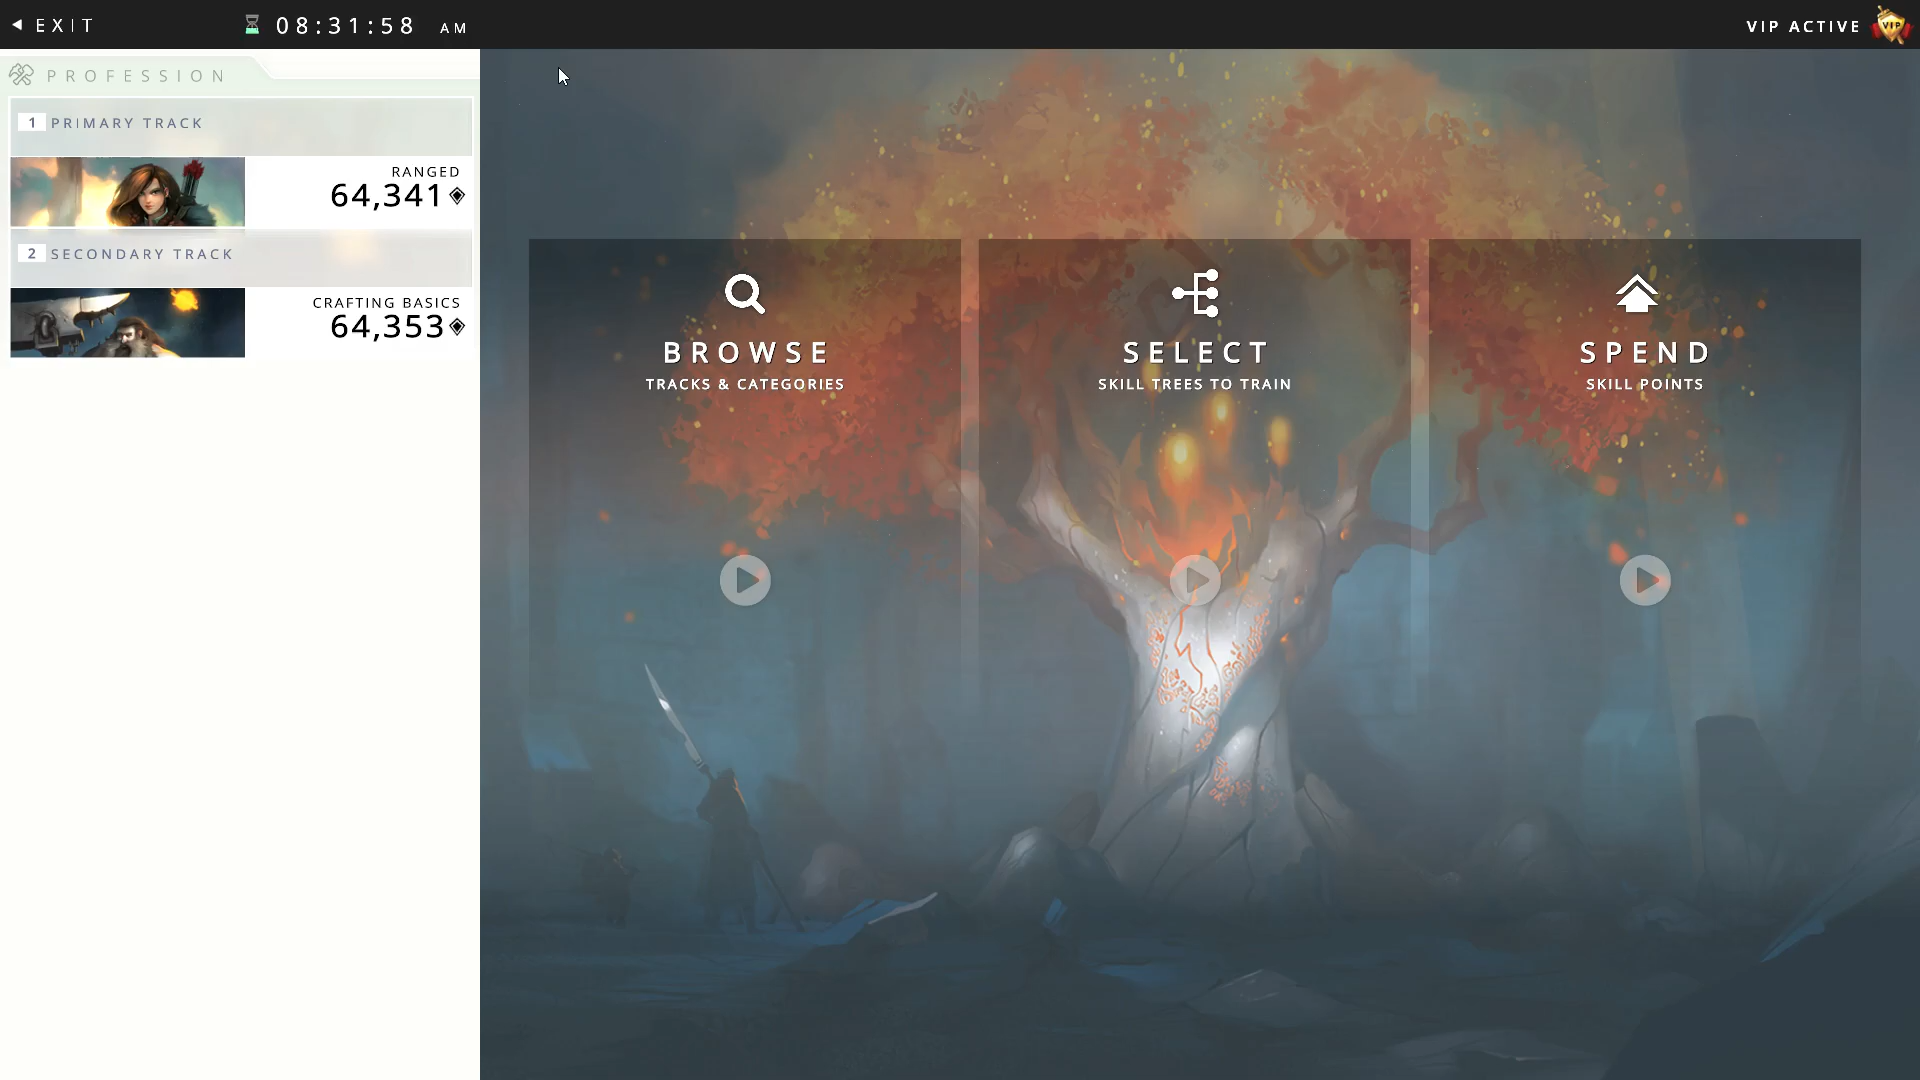 EXIT
08:31:58 AM
VIP ACTIVE
VIP
PROFESSION
1 PRIMARY TRACK
RANGED
64,341
2 SECONDARY TRACK
CRAFTING BASICS
64,353
BROWSE
TRACKS & CATEGORIES
SELECT
SKILL TREES TO TRAIN
SPEND
SKILL POINTS